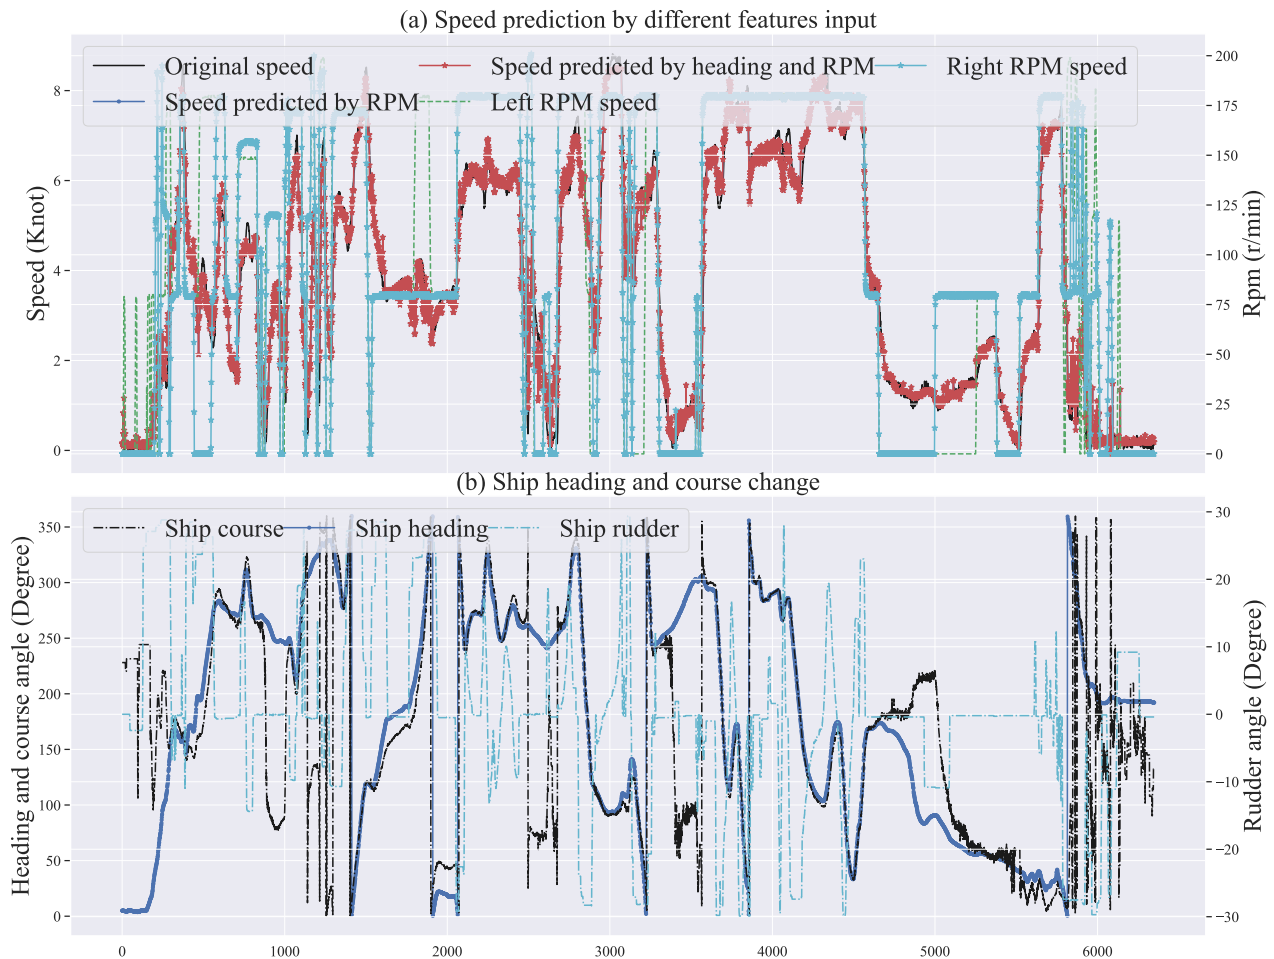 (a) Speed prediction by different features input
Original speed
Speed predicted by heading and RPM
Right RPM speed
Speed predicted by RPM
Left RPM speed
Speed (Knot)
8
6
4
2
0
Rpm (r/min)
200
175
150
125
100
75
50
25
0
(b) Ship heading and course change
Ship course
Ship heading
Ship rudder
Heading and course angle (Degree)
350
300
250
200
150
100
50
0
Rudder angle (Degree)
30
20
10
0
−10
−20
−30
0 1000 2000 3000 4000 5000 6000